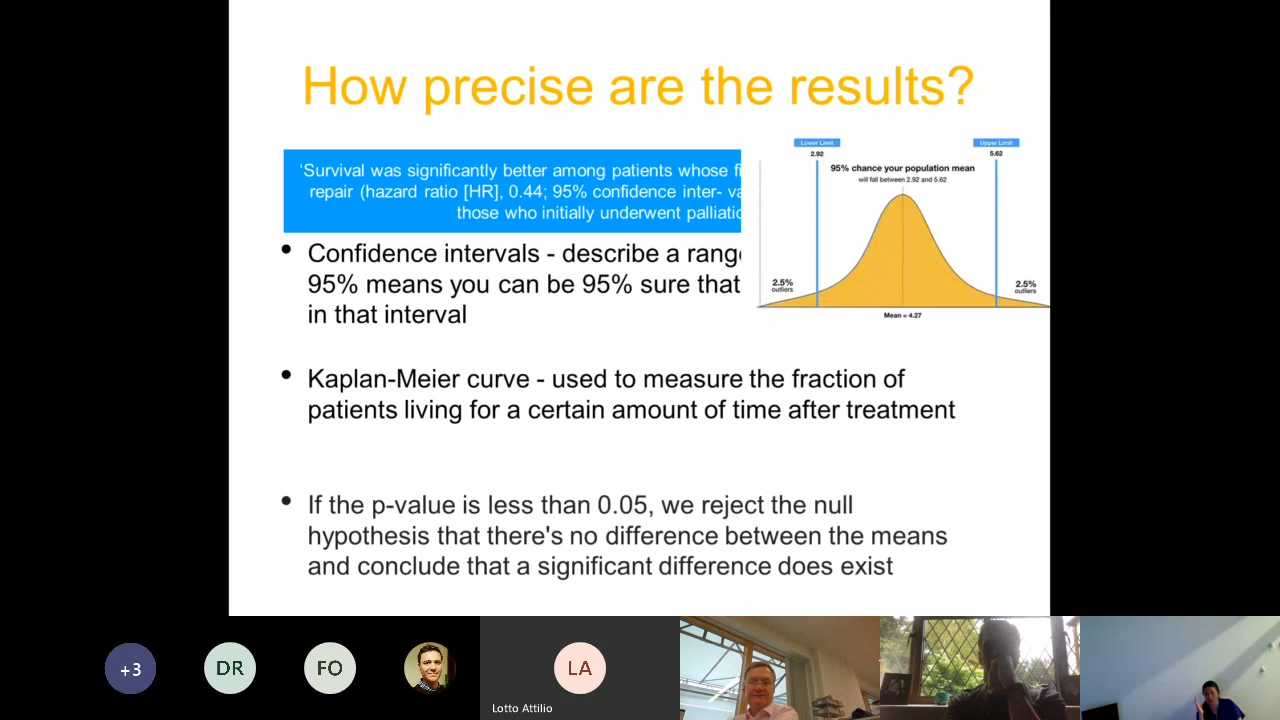 How precise are the results?
‘Survival was significantly better among patients whose
repair (hazard ratio [HR], 0.44; 95% confidence inter-
those who initially underwent
Lower Limit
2.92
Upper Limit
5.62
95% chance your population mean
will fall between 2.92 and 5.62
2.5%
outliers
2.5%
outliers
Mean = 4.27
• Confidence intervals - describe a
95% means you can be 95% sure that
in that interval
• Kaplan-Meier curve - used to measure the fraction of
patients living for a certain amount of time after treatment
• If the p-value is less than 0.05, we reject the null
hypothesis that there's no difference between the means
and conclude that a significant difference does exist
+3
DR
FO
LA
Lotto Attilio